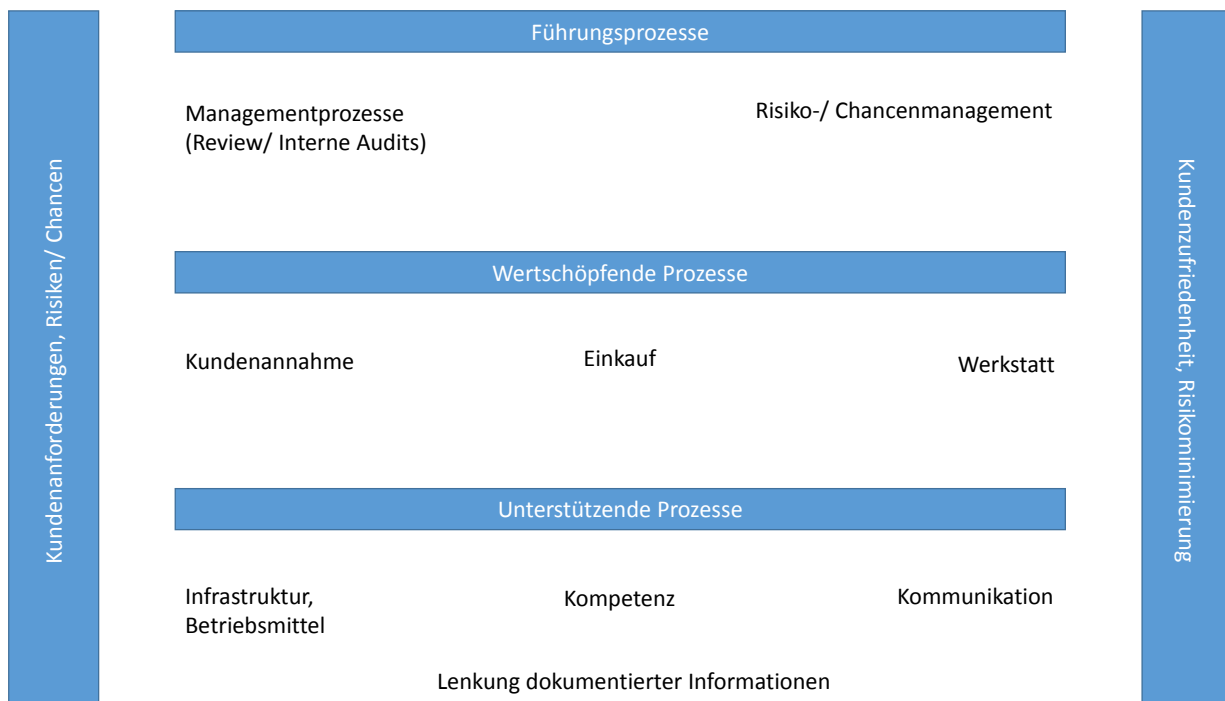 Kundenanforderungen, Risiken/ Chancen
Führungsprozesse
Managementprozesse
(Review/ Interne Audits)
Risiko-/ Chancenmanagement
Wertschöpfende Prozesse
Kundenannahme
Einkauf
Werkstatt
Unterstützende Prozesse
Infrastruktur,
Betriebsmittel
Kompetenz
Kommunikation
Lenkung dokumentierter Informationen
Kundenzufriedenheit, Risikominimierung